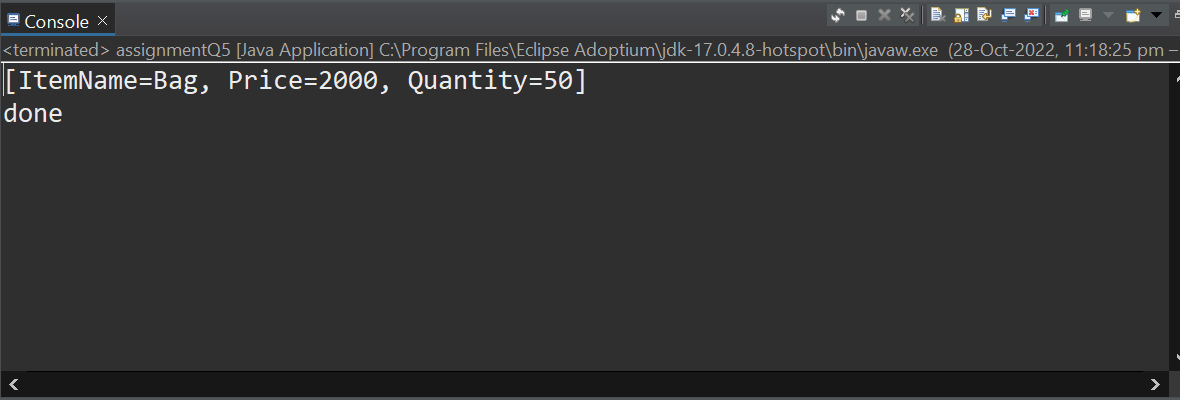 Console
<terminated> assignmentQ5 [Java Application] C:\Program Files\Eclipse Adoptium\jdk-17.0.4.8-hotspot\bin\javaw.exe (28-Oct-2022, 11:18:25 pm –
[ItemName=Bag, Price=2000, Quantity=50]
done